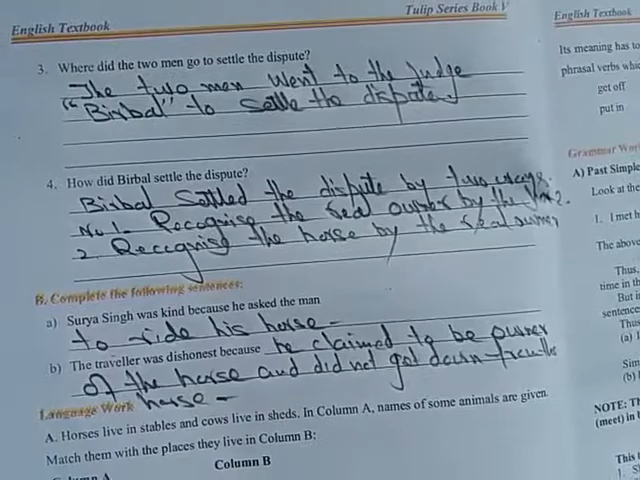 English Textbook
Tulip Series Book V
3. Where did the two men go to settle the dispute?
The two men went to the Judge
"Birbal" to settle the dispute
4. How did Birbal settle the dispute?
Birbal settled the dispute by two ways.
No 1. Recognise the real owner by the
2. Recognise the horse by the real owner
B. Complete the following sentences:
a) Surya Singh was kind because he asked the man
to ride his horse -
b) The traveller was dishonest because he claimed to be owner
of the horse and did not got down from the
horse -
Language Work
A. Horses live in stables and cows live in sheds. In Column A, names of some animals are given.
Match them with the places they live in Column B:
Column A
Column B
English Textbook
Its meaning has to
phrasal verbs whic
get off
put in
Grammar Wor
A) Past Simple
Look at the
1. I met h
The above
Thus,
time in th
But i
sentences
Thus
(a) I
Sim
(b) I
NOTE: Th
(meet) in t
This t
1. S